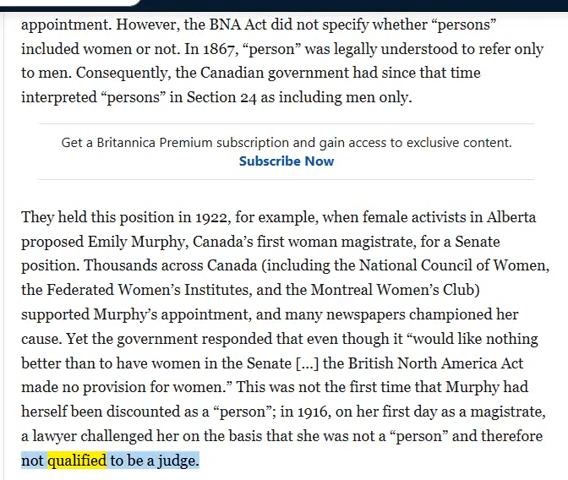 appointment. However, the BNA Act did not specify whether “persons”
included women or not. In 1867, “person” was legally understood to refer only
to men. Consequently, the Canadian government had since that time
interpreted “persons” in Section 24 as including men only.
Get a Britannica Premium subscription and gain access to exclusive content.
Subscribe Now
They held this position in 1922, for example, when female activists in Alberta
proposed Emily Murphy, Canada’s first woman magistrate, for a Senate
position. Thousands across Canada (including the National Council of Women,
the Federated Women’s Institutes, and the Montreal Women’s Club)
supported Murphy’s appointment, and many newspapers championed her
cause. Yet the government responded that even though it “would like nothing
better than to have women in the Senate […] the British North America Act
made no provision for women.” This was not the first time that Murphy had
herself been discounted as a “person”; in 1916, on her first day as a magistrate,
a lawyer challenged her on the basis that she was not a “person” and therefore
not qualified to be a judge.